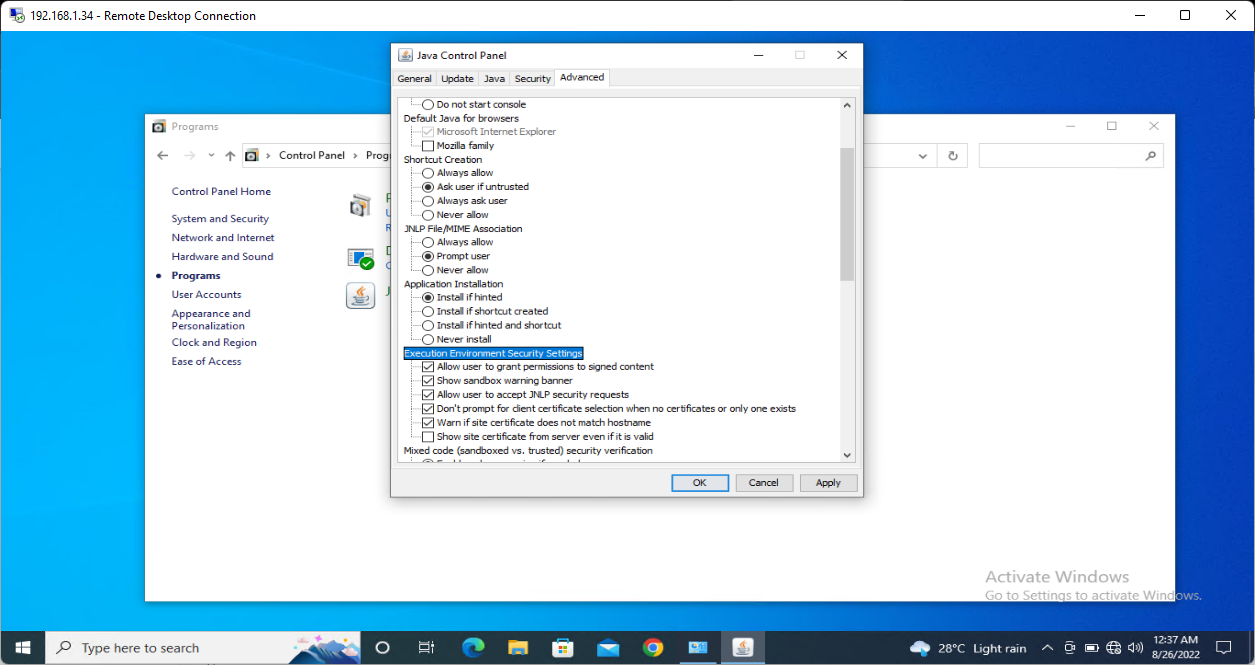 192.168.1.34 - Remote Desktop Connection
Java Control Panel
General Update Java Security Advanced
Do not start console
Default Java for browsers
Microsoft Internet Explorer
Mozilla family
Shortcut Creation
Always allow
Ask user if untrusted
Always ask user
Never allow
JNLP File/MIME Association
Always allow
Prompt user
Never allow
Application Installation
Install if hinted
Install if shortcut created
Install if hinted and shortcut
Never install
Execution Environment Security Settings
Allow user to grant permissions to signed content
Show sandbox warning banner
Allow user to accept JNLP security requests
Don't prompt for client certificate selection when no certificates or only one exists
Warn if site certificate does not match hostname
Show site certificate from server even if it is valid
Mixed code (sandboxed vs. trusted) security verification
OK Cancel Apply
Programs
Control Panel > Progr
Control Panel Home
System and Security
Network and Internet
Hardware and Sound
Programs
User Accounts
Appearance and
Personalization
Clock and Region
Ease of Access
Activate Windows
Go to Settings to activate Windows.
Type here to search
28°C Light rain
12:37 AM
8/26/2022